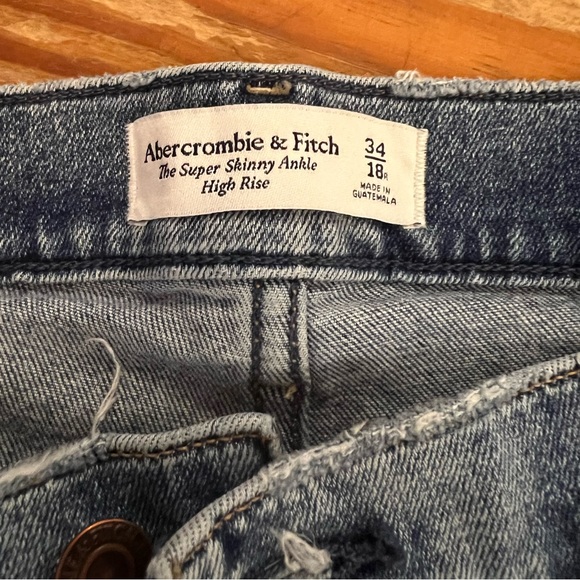 Abercrombie & Fitch
The Super Skinny Ankle
High Rise
34
18R
MADE IN
GUATEMALA